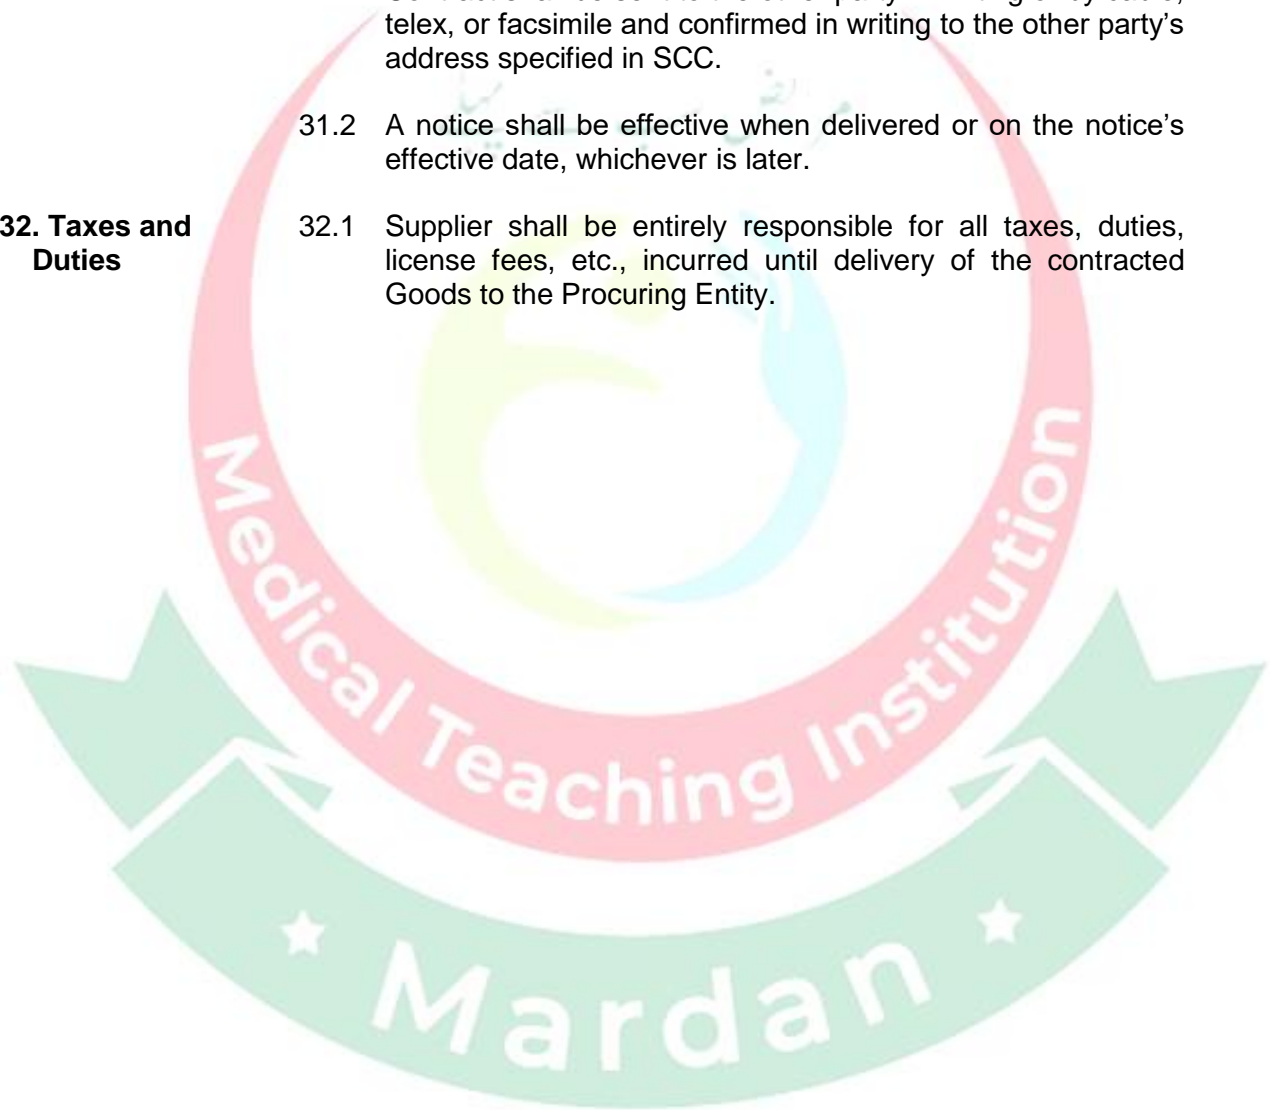 telex, or facsimile and confirmed in writing to the other party’s
address specified in SCC.
31.2 A notice shall be effective when delivered or on the notice’s
effective date, whichever is later.
32. Taxes and
Duties
32.1 Supplier shall be entirely responsible for all taxes, duties,
license fees, etc., incurred until delivery of the contracted
Goods to the Procuring Entity.
Medical Teaching Institution
Mardan